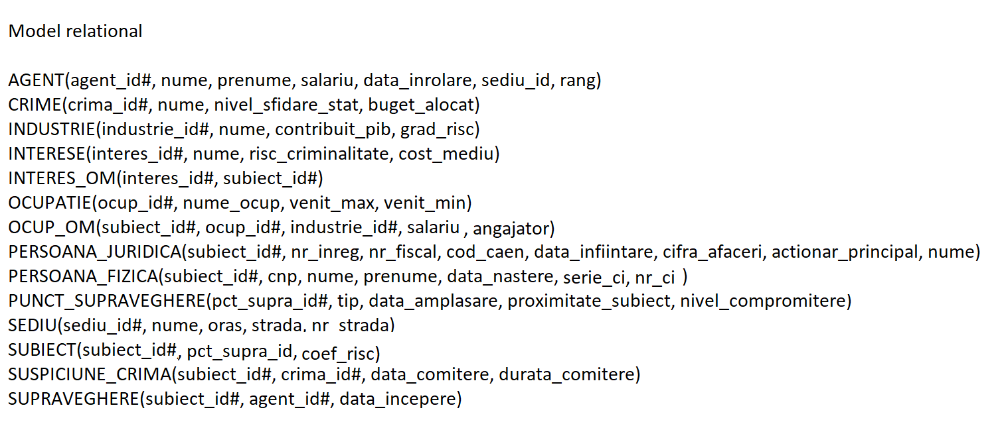 Model relational
AGENT(agent_id#, nume, prenume, salariu, data_inrolare, sediu_id, rang)
CRIME(crima_id#, nume, nivel_sfidare_stat, buget_alocat)
INDUSTRIE(industrie_id#, nume, contribuit_pib, grad_risc)
INTERESE(interes_id#, nume, risc_criminalitate, cost_mediu)
INTERES_OM(interes_id#, subiect_id#)
OCUPATIE(ocup_id#, nume_ocup, venit_max, venit_min)
OCUP_OM(subiect_id#, ocup_id#, industrie_id#, salariu , angajator)
PERSOANA_JURIDICA(subiect_id#, nr_inreg, nr_fiscal, cod_caen, data_infiintare, cifra_afaceri, actionar_principal, nume)
PERSOANA_FIZICA(subiect_id#, cnp, nume, prenume, data_nastere, serie_ci, nr_ci )
PUNCT_SUPRAVEGHERE(pct_supra_id#, tip, data_amplasare, proximitate_subiect, nivel_compromitere)
SEDIU(sediu_id#, nume, oras, strada, nr_strada)
SUBIECT(subiect_id#, pct_supra_id, coef_risc)
SUSPICIUNE_CRIMA(subiect_id#, crima_id#, data_comitere, durata_comitere)
SUPRAVEGHERE(subiect_id#, agent_id#, data_incepere)